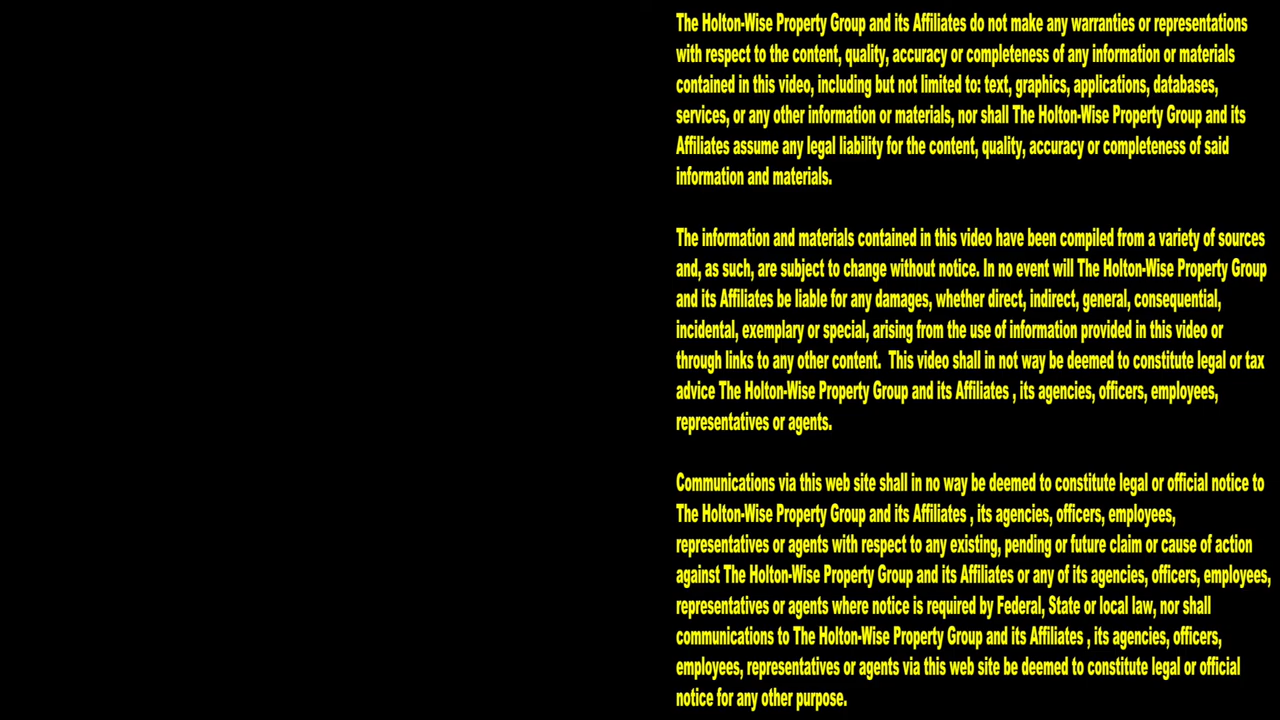 The Holton-Wise Property Group and its Affiliates do not make any warranties or representations
with respect to the content, quality, accuracy or completeness of any information or materials
contained in this video, including but not limited to: text, graphics, applications, databases,
services, or any other information or materials, nor shall The Holton-Wise Property Group and its
Affiliates assume any legal liability for the content, quality, accuracy or completeness of said
information and materials.
The information and materials contained in this video have been compiled from a variety of sources
and, as such, are subject to change without notice. In no event will The Holton-Wise Property Group
and its Affiliates be liable for any damages, whether direct, indirect, general, consequential,
incidental, exemplary or special, arising from the use of information provided in this video or
through links to any other content.  This video shall in not way be deemed to constitute legal or tax
advice The Holton-Wise Property Group and its Affiliates , its agencies, officers, employees,
representatives or agents.
Communications via this web site shall in no way be deemed to constitute legal or official notice to
The Holton-Wise Property Group and its Affiliates , its agencies, officers, employees,
representatives or agents with respect to any existing, pending or future claim or cause of action
against The Holton-Wise Property Group and its Affiliates or any of its agencies, officers, employees,
representatives or agents where notice is required by Federal, State or local law, nor shall
communications to The Holton-Wise Property Group and its Affiliates , its agencies, officers,
employees, representatives or agents via this web site be deemed to constitute legal or official
notice for any other purpose.